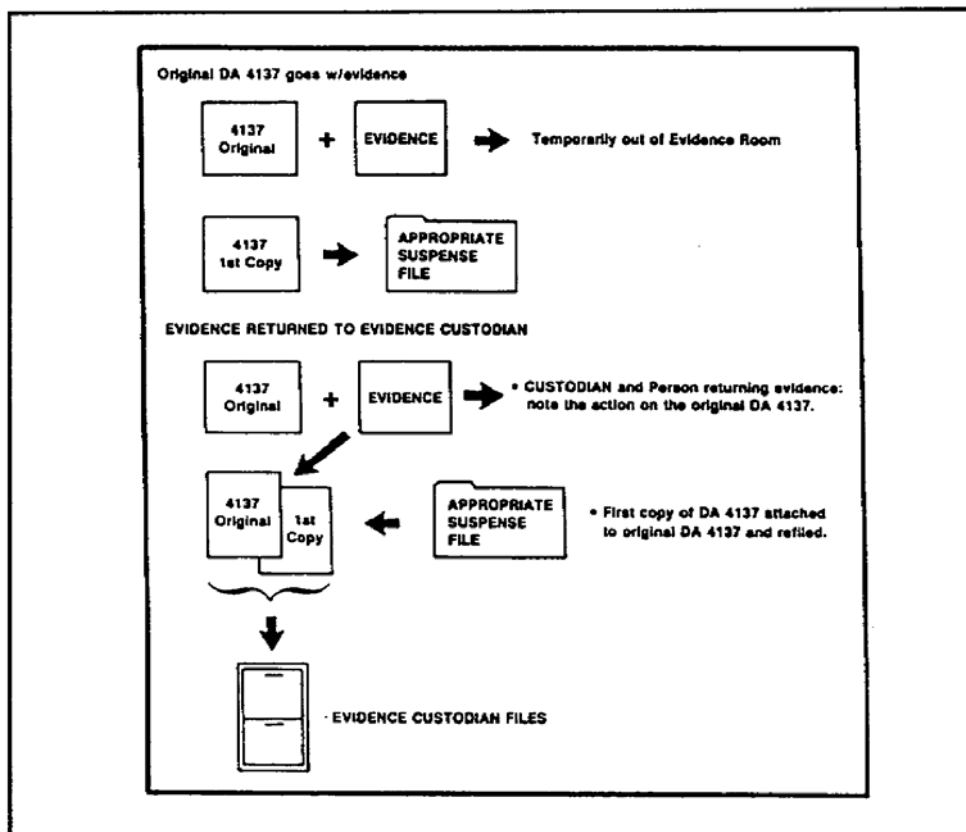 Original DA 4137 goes w/evidence
4137
Original
+
EVIDENCE
Temporarily out of Evidence Room
4137
1st Copy
APPROPRIATE
SUSPENSE
FILE
EVIDENCE RETURNED TO EVIDENCE CUSTODIAN
4137
Original
+
EVIDENCE
• CUSTODIAN and Person returning evidence:
note the action on the original DA 4137.
4137
Original
1st
Copy
APPROPRIATE
SUSPENSE
FILE
• First copy of DA 4137 attached
to original DA 4137 and refiled.
EVIDENCE CUSTODIAN FILES